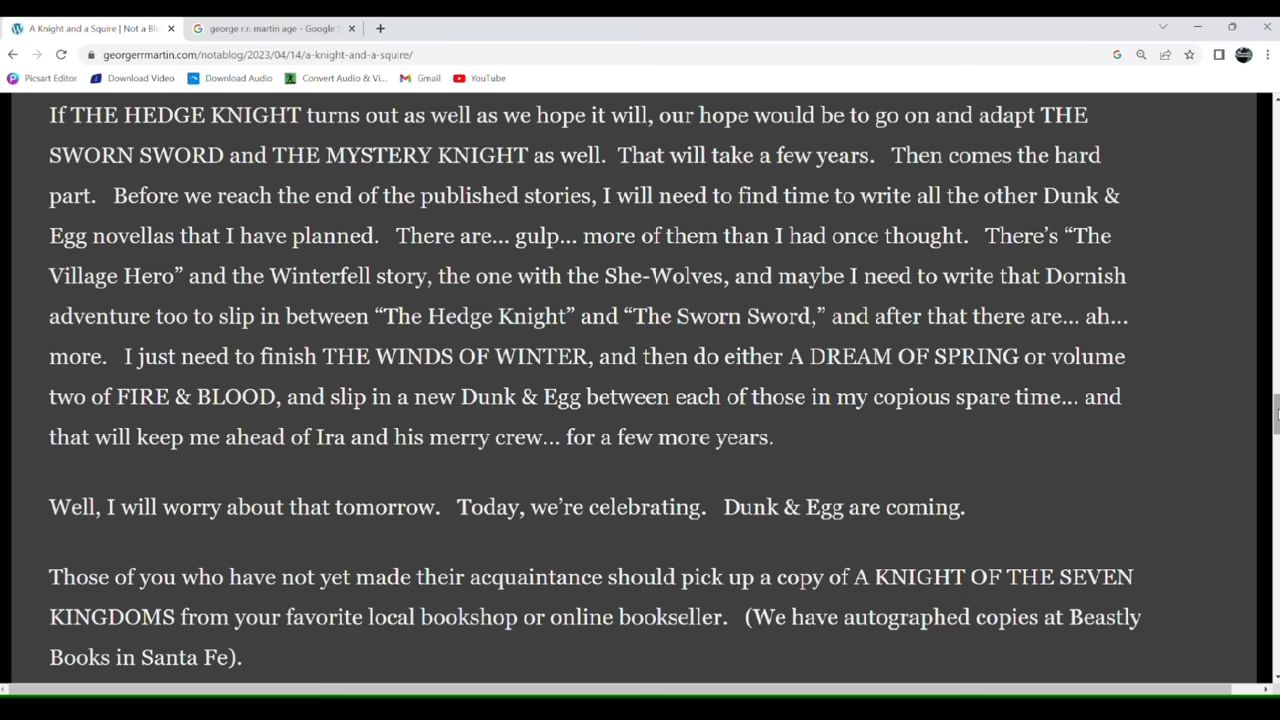 A Knight and a Squire | Not a Blo
george r.r. martin age - Google S
georgerrmartin.com/notablog/2023/04/14/a-knight-and-a-squire/
Picsart Editor Download Video Download Audio Convert Audio & Vi... Gmail YouTube
If THE HEDGE KNIGHT turns out as well as we hope it will, our hope would be to go on and adapt THE
SWORN SWORD and THE MYSTERY KNIGHT as well. That will take a few years. Then comes the hard
part. Before we reach the end of the published stories, I will need to find time to write all the other Dunk &
Egg novellas that I have planned. There are... gulp... more of them than I had once thought. There's “The
Village Hero” and the Winterfell story, the one with the She-Wolves, and maybe I need to write that Dornish
adventure too to slip in between “The Hedge Knight” and “The Sworn Sword,” and after that there are... ah...
more. I just need to finish THE WINDS OF WINTER, and then do either A DREAM OF SPRING or volume
two of FIRE & BLOOD, and slip in a new Dunk & Egg between each of those in my copious spare time... and
that will keep me ahead of Ira and his merry crew... for a few more years.
Well, I will worry about that tomorrow. Today, we're celebrating. Dunk & Egg are coming.
Those of you who have not yet made their acquaintance should pick up a copy of A KNIGHT OF THE SEVEN
KINGDOMS from your favorite local bookshop or online bookseller. (We have autographed copies at Beastly
Books in Santa Fe).